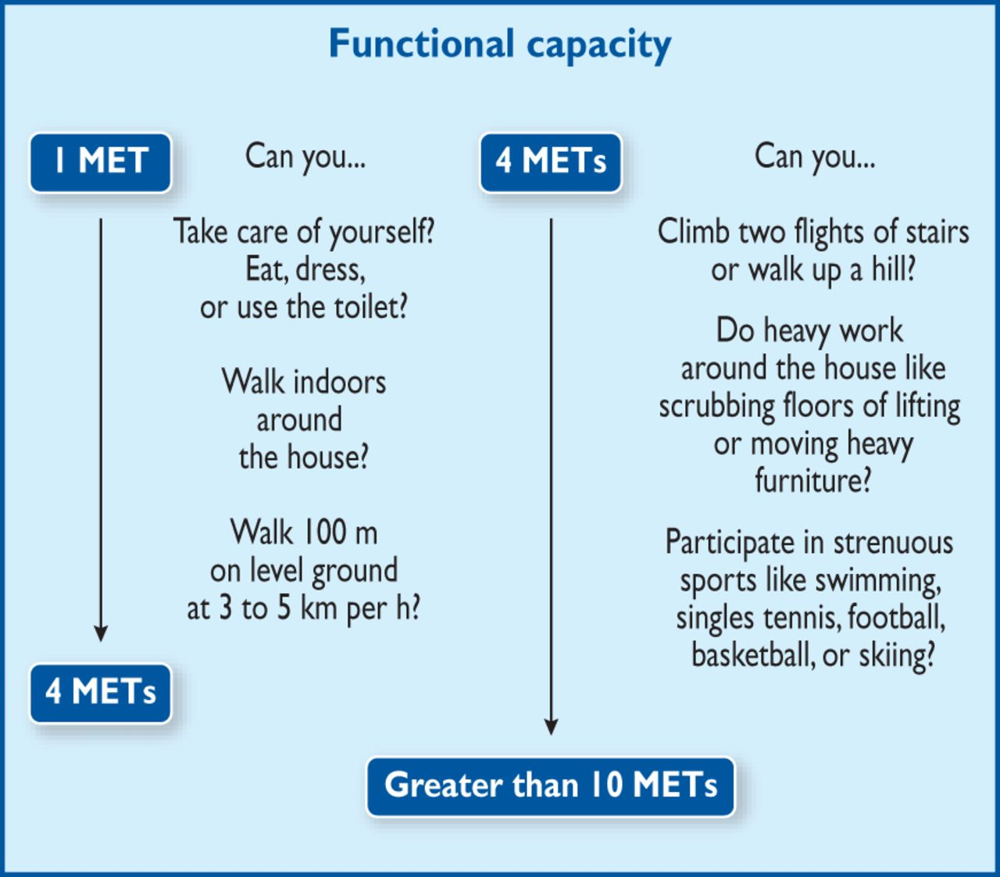 Functional capacity
1 MET
Can you...
Take care of yourself?
Eat, dress,
or use the toilet?
Walk indoors
around
the house?
Walk 100 m
on level ground
at 3 to 5 km per h?
4 METs
4 METs
Can you...
Climb two flights of stairs
or walk up a hill?
Do heavy work
around the house like
scrubbing floors of lifting
or moving heavy
furniture?
Participate in strenuous
sports like swimming,
singles tennis, football,
basketball, or skiing?
Greater than 10 METs